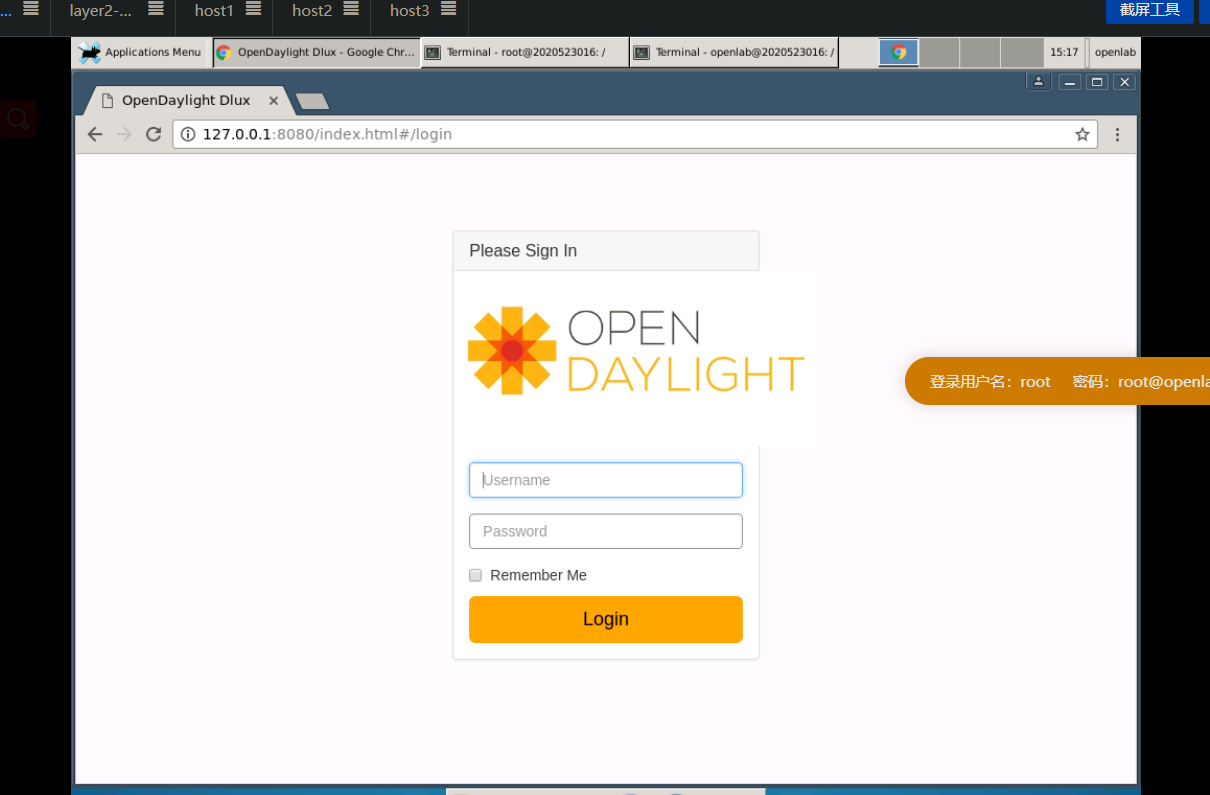 ... layer2-... host1 host2 host3 截屏工具
Applications Menu OpenDaylight Dlux - Google Chr... Terminal - root@2020523016: / Terminal - openlab@2020523016: / 15:17 openlab
OpenDaylight Dlux
127.0.0.1:8080/index.html#/login
Please Sign In
OPEN
DAYLIGHT
登录用户名：root 密码：root@openla
Username
Password
Remember Me
Login